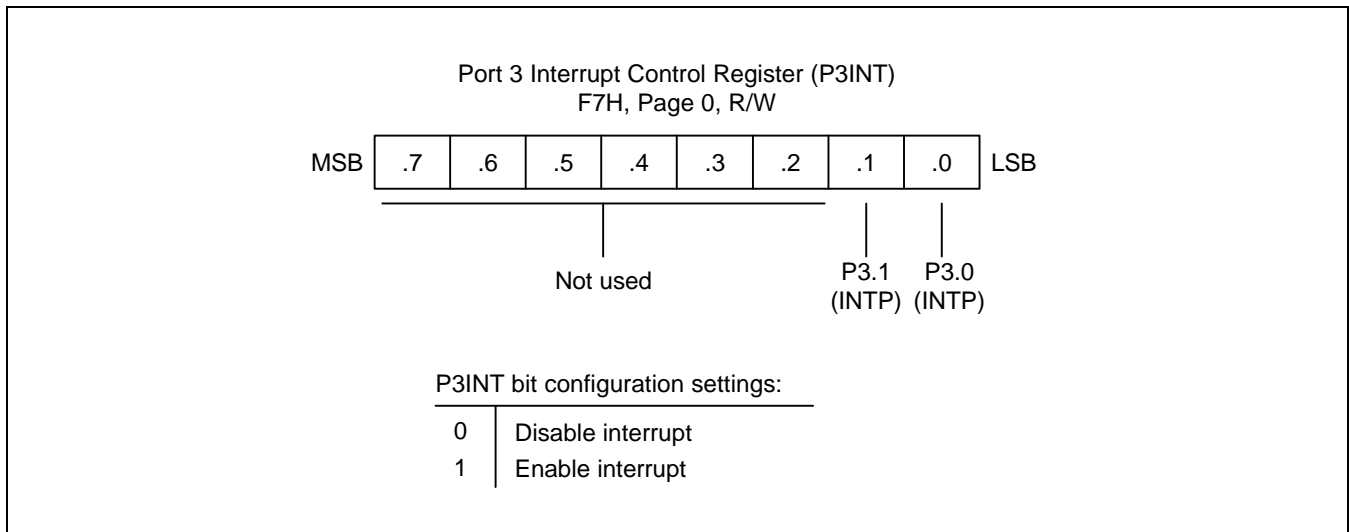 Port 3 Interrupt Control Register (P3INT)
F7H, Page 0, R/W
MSB .7 .6 .5 .4 .3 .2 .1 .0 LSB
Not used
P3.1 P3.0
(INTP) (INTP)
P3INT bit configuration settings:
0 Disable interrupt
1 Enable interrupt